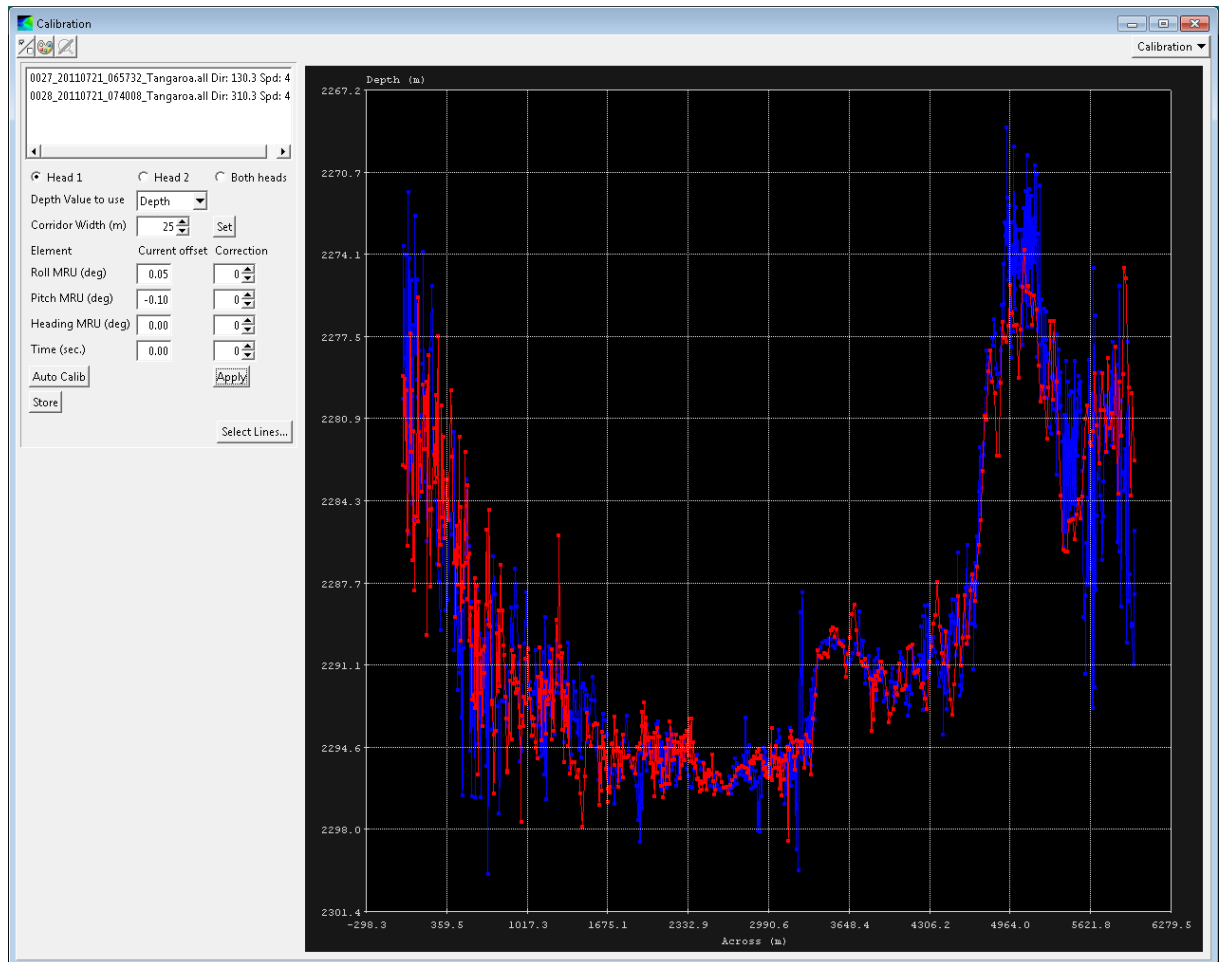 Calibration
Calibration
0027_20110721_065732_Tangaroa.all Dir: 130.3 Spd: 4
0028_20110721_074008_Tangaroa.all Dir: 310.3 Spd: 4
Head 1 Head 2 Both heads
Depth Value to use Depth
Corridor Width (m) 25 Set
Element Current offset Correction
Roll MRU (deg) 0.05 0
Pitch MRU (deg) -0.10 0
Heading MRU (deg) 0.00 0
Time (sec.) 0.00 0
Auto Calib Apply
Store
Select Lines...
Depth (m)
2267.2
2270.7
2274.1
2277.5
2280.9
2284.3
2287.7
2291.1
2294.6
2298.0
2301.4
-298.3 359.5 1017.3 1675.1 2332.9 2990.6 3648.4 4306.2 4964.0 5621.8 6279.5
Across (m)